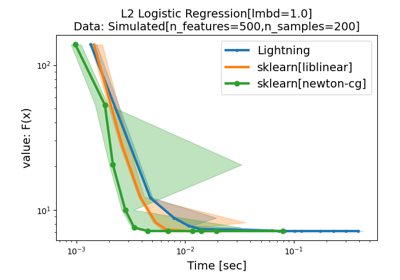 L2 Logistic Regression[lmbd=1.0]
Data: Simulated[n_features=500,n_samples=200]
Lightning
sklearn[liblinear]
sklearn[newton-cg]
value: F(x)
10²
10¹
10⁻³
10⁻²
10⁻¹
Time [sec]